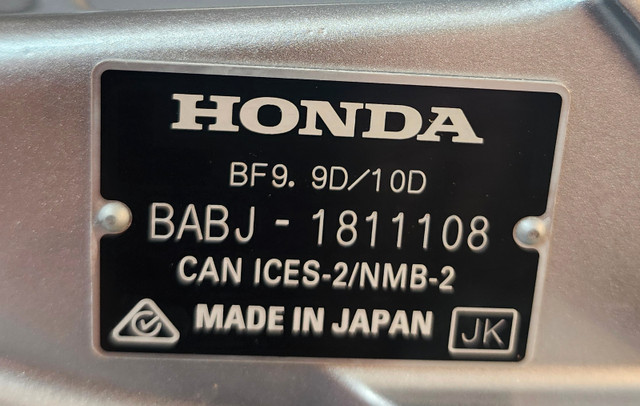 HONDA
BF9. 9D/10D
BABJ - 1811108
CAN ICES-2/NMB-2
MADE IN JAPAN JK